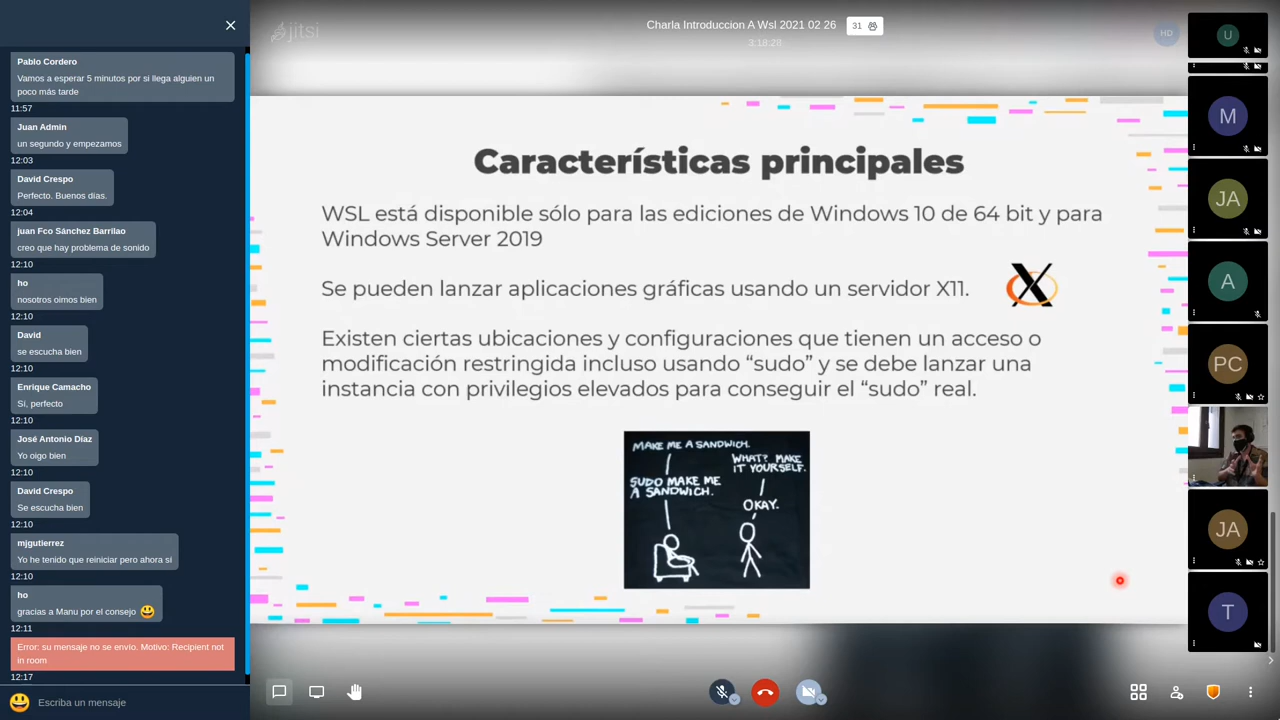 Pablo Cordero
Vamos a esperar 5 minutos por si llega alguien un
poco más tarde
11:57
Juan Admin
un segundo y empezamos
12:03
David Crespo
Perfecto. Buenos días.
12:04
juan Fco Sánchez Barrilao
creo que hay problema de sonido
12:10
ho
nosotros oimos bien
12:10
David
se escucha bien
12:10
Enrique Camacho
Sí, perfecto
12:10
José Antonio Díaz
Yo oigo bien
12:10
David Crespo
Se escucha bien
12:10
mjgutierrez
Yo he tenido que reiniciar pero ahora sí
12:10
ho
gracias a Manu por el consejo 😃
12:11
Error: su mensaje no se envío. Motivo: Recipient not
in room
12:17
Escriba un mensaje
jitsi
Charla Introduccion A Wsl 2021 02 26
31
3:18:28
HD
Características principales
WSL está disponible sólo para las ediciones de Windows 10 de 64 bit y para
Windows Server 2019
Se pueden lanzar aplicaciones gráficas usando un servidor X11.
Existen ciertas ubicaciones y configuraciones que tienen un acceso o
modificación restringida incluso usando “sudo” y se debe lanzar una
instancia con privilegios elevados para conseguir el “sudo” real.
MAKE ME A SANDWICH.
WHAT? MAKE
IT YOURSELF.
SUDO MAKE ME
A SANDWICH.
OKAY.
U
M
JA
A
PC
JA
T